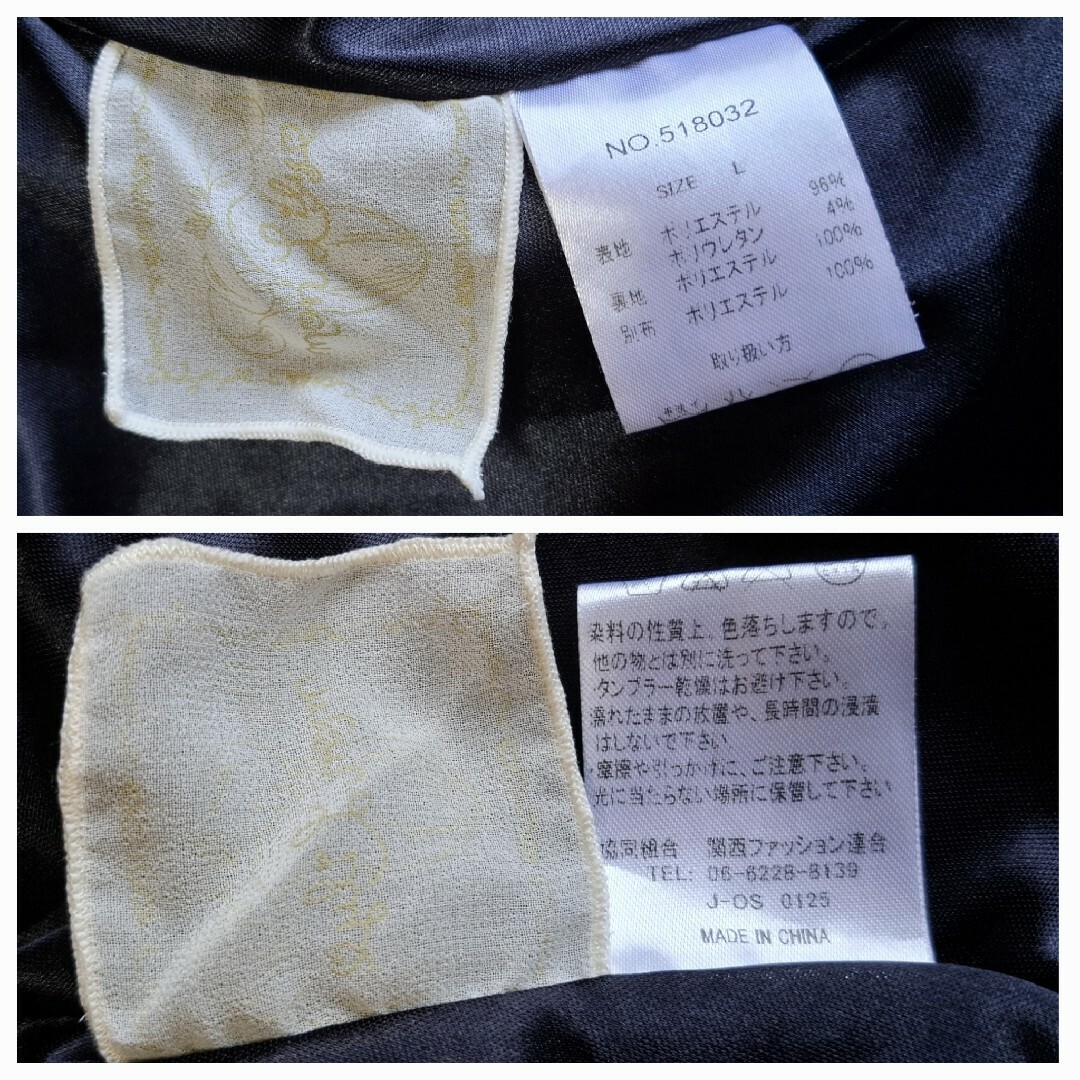 NO.518032
SIZE L
表地 ポリエステル 96%
ポリウレタン 4%
裏地 ポリエステル 100%
別布 ポリエステル 100%
取り扱い方
染料の性質上、色落ちしますので。
他の物とは別に洗って下さい。
・タンブラー乾燥はお避け下さい。
濡れたままの放置や、長時間の浸漬
はしないで下さい
・摩擦や引っかけに、ご注意下さい。
光に当たらない場所に保管して下さい
協同組合 関西ファッション連合
TEL: 06-6228-8139
J-OS 0125
MADE IN CHINA